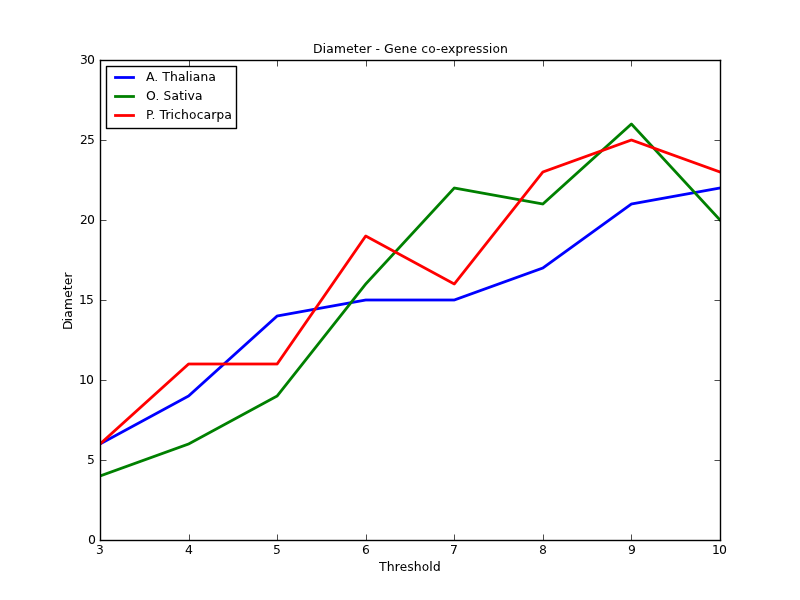 Diameter - Gene co-expression
30
25
20
15
10
5
0
A. Thaliana
O. Sativa
P. Trichocarpa
Diameter
3 4 5 6 7 8 9 10
Threshold